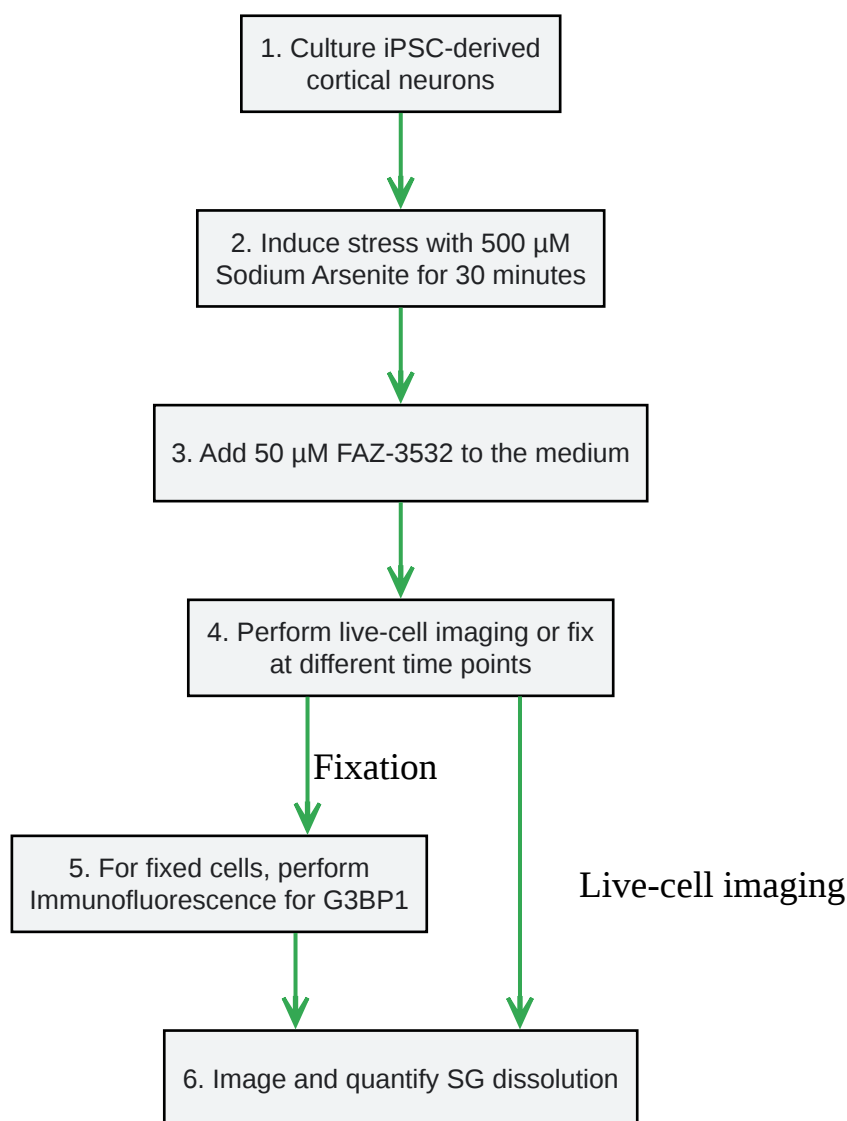 1. Culture iPSC-derived
cortical neurons
2. Induce stress with 500 µM
Sodium Arsenite for 30 minutes
3. Add 50 µM FAZ-3532 to the medium
4. Perform live-cell imaging or fix
at different time points
Fixation
5. For fixed cells, perform
Immunofluorescence for G3BP1
Live-cell imaging
6. Image and quantify SG dissolution